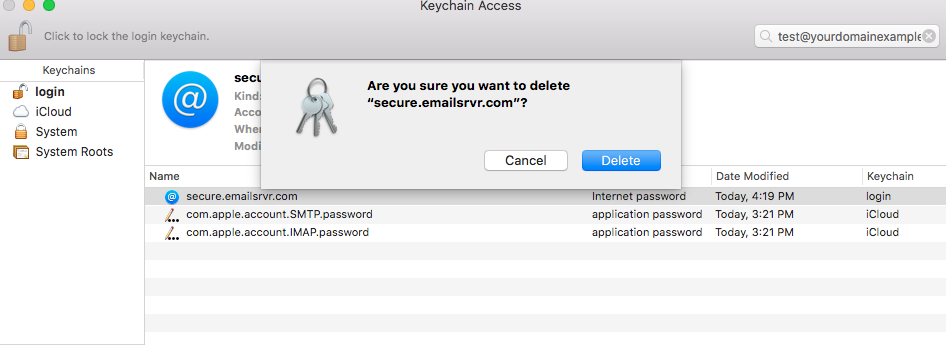 Keychain Access
Click to lock the login keychain.
test@yourdomainexample
Keychains
login
iCloud
System
System Roots
secu
Kind:
Acco
Whe
Modi
Are you sure you want to delete
“secure.emailsrvr.com”?
Cancel
Delete
Name
Date Modified
Keychain
secure.emailsrvr.com
Internet password
Today, 4:19 PM
login
com.apple.account.SMTP.password
application password
Today, 3:21 PM
iCloud
com.apple.account.IMAP.password
application password
Today, 3:21 PM
iCloud